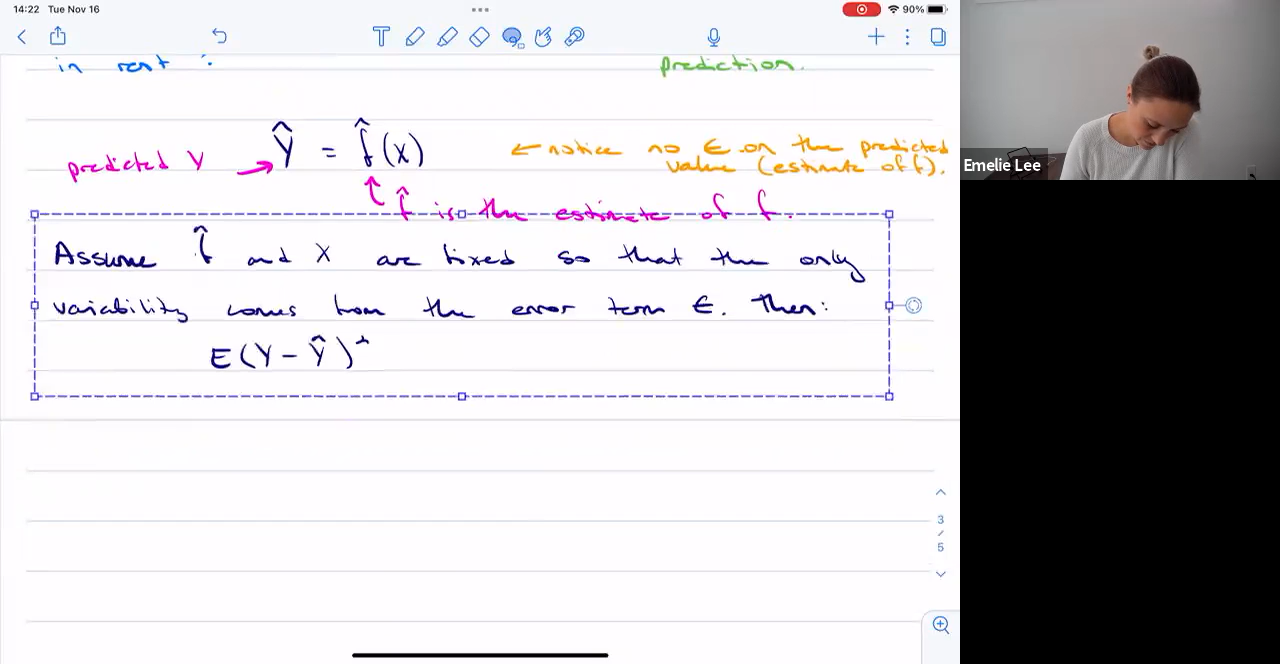 14:22 Tue Nov 16
90%
in rent ?
prediction.
predicted Y → Ŷ = f̂(X)
← notice no ϵ on the predicted
value (estimate of f).
f̂ is the estimate of f.
Assume f̂ and X are fixed so that the only
variability comes from the error term ϵ. Then:
E(Y - Ŷ)²
3
/
5
Emelie Lee